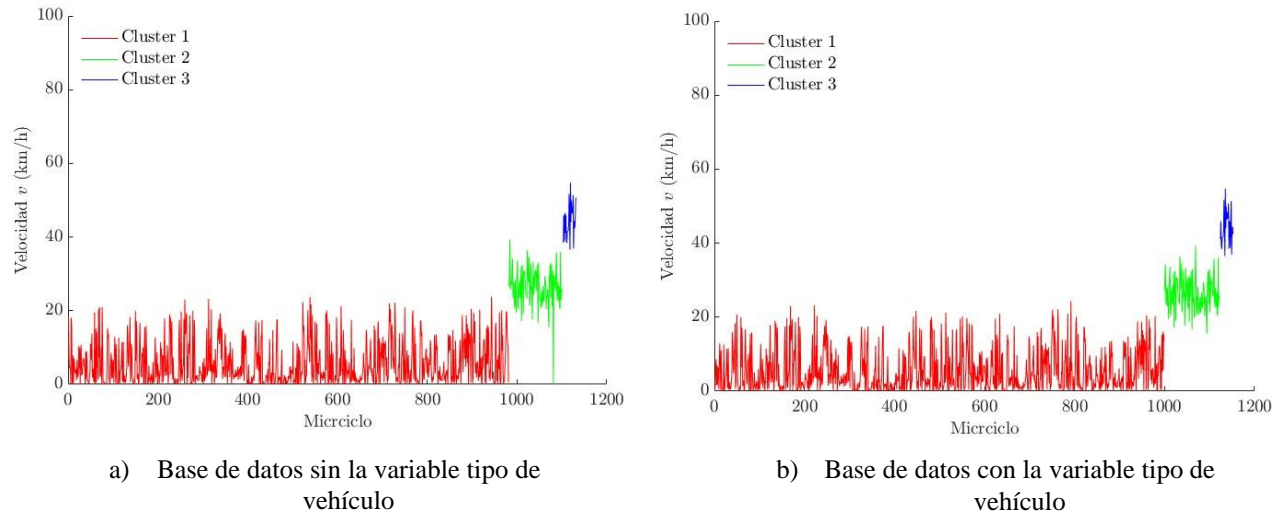 100
80
60
40
20
0
Velocidad v (km/h)
Cluster 1
Cluster 2
Cluster 3
0 200 400 600 800 1000 1200
Micrciclo
a) Base de datos sin la variable tipo de
vehículo
100
80
60
40
20
0
Velocidad v (km/h)
Cluster 1
Cluster 2
Cluster 3
0 200 400 600 800 1000 1200
Micrciclo
b) Base de datos con la variable tipo de
vehículo